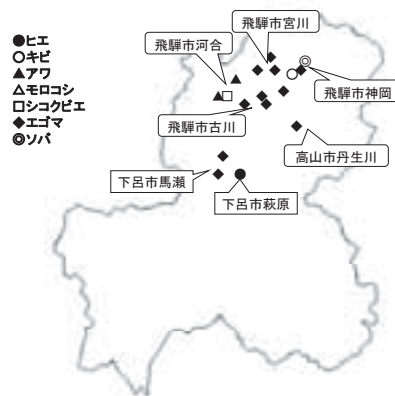 ●ヒエ
○キビ
▲アワ
△モロコシ
□シコクビエ
◆エゴマ
◎ソバ
飛騨市宮川
飛騨市河合
飛騨市神岡
飛騨市古川
高山市丹生川
下呂市馬瀬
下呂市萩原